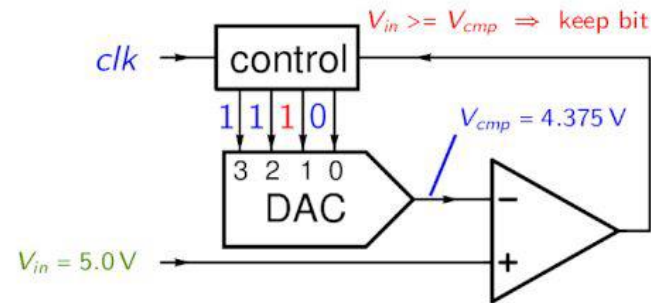 V_in >= V_cmp ⇒ keep bit
clk
control
1 1 1 0
V_cmp = 4.375 V
3 2 1 0
DAC
−
V_in = 5.0 V
+